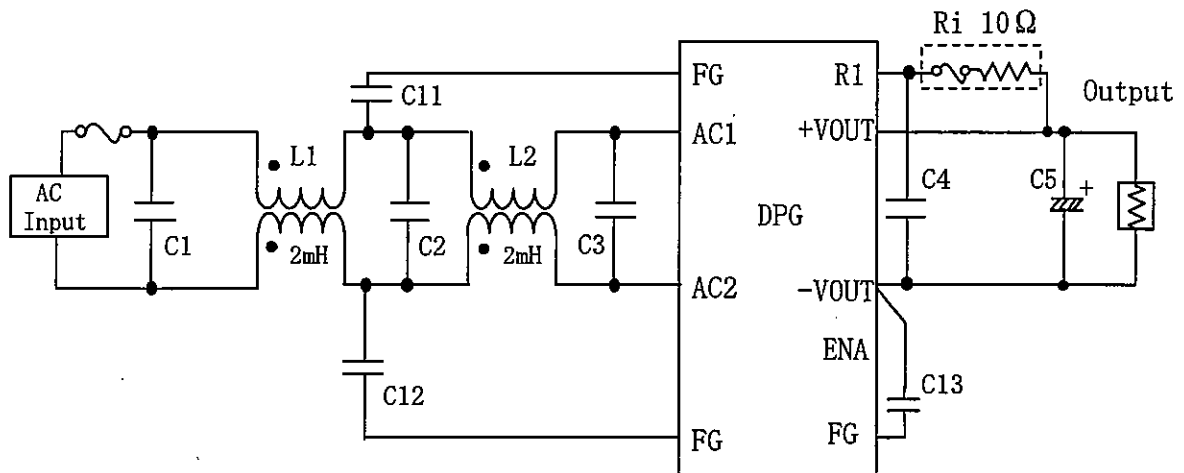 Ri 10Ω
FG
R1
C11
Output
AC1
+VOUT
L1
L2
AC
Input
C1
2mH
C2
2mH
C3
DPG
C4
C5
+
AC2
-VOUT
ENA
C12
C13
FG
FG